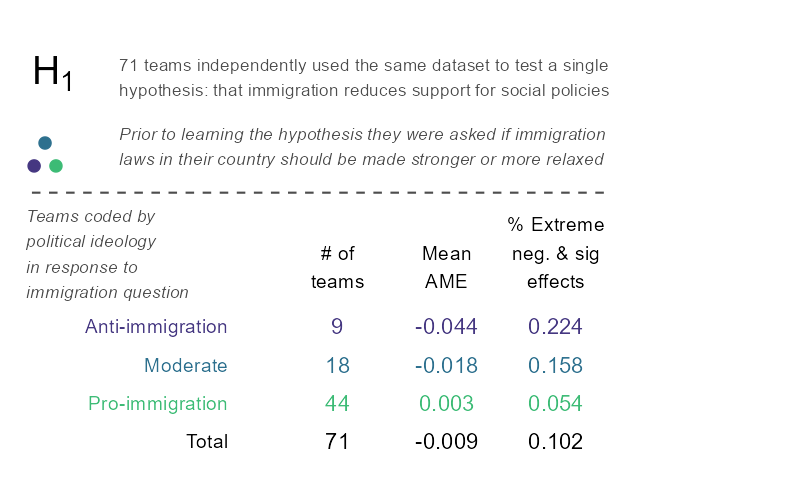 H1
71 teams independently used the same dataset to test a single
hypothesis: that immigration reduces support for social policies
Prior to learning the hypothesis they were asked if immigration
laws in their country should be made stronger or more relaxed
Teams coded by
political ideology
in response to
immigration question
# of
teams
Mean
AME
% Extreme
neg. & sig
effects
Anti-immigration 9 -0.044 0.224
Moderate 18 -0.018 0.158
Pro-immigration 44 0.003 0.054
Total 71 -0.009 0.102